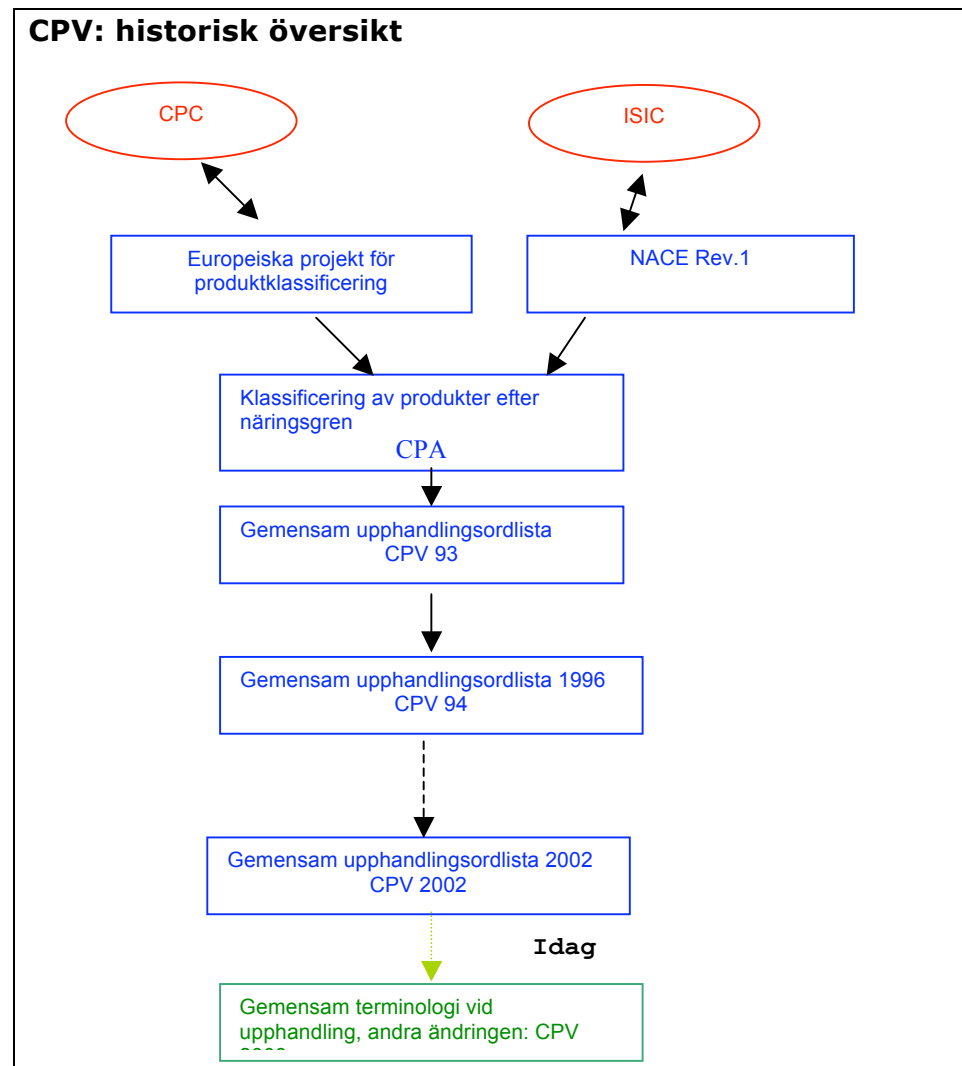 CPV: historisk översikt
CPC
ISIC
Europeiska projekt för
produktklassificering
NACE Rev.1
Klassificering av produkter efter
näringsgren
CPA
Gemensam upphandlingsordlista
CPV 93
Gemensam upphandlingsordlista 1996
CPV 94
Gemensam upphandlingsordlista 2002
CPV 2002
Idag
Gemensam terminologi vid
upphandling, andra ändringen: CPV